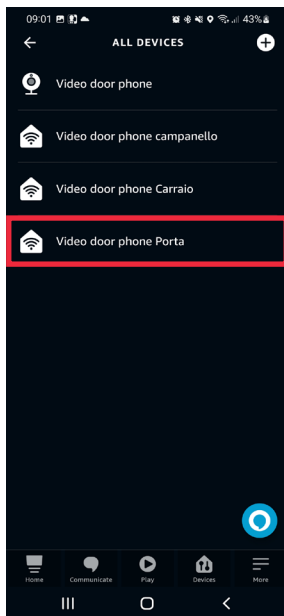 09:01 43%
ALL DEVICES
Video door phone
Video door phone campanello
Video door phone Carraio
Video door phone Porta
Home Communicate Play Devices More